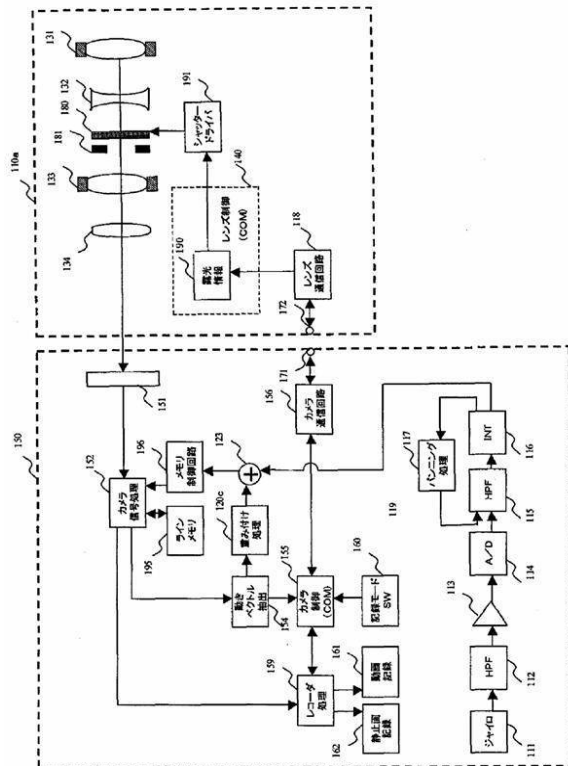 110a
131
132
180
181
133
134
191
シャッター
ドライバ
140
レンズ制御
(COM)
190
露光
情報
118
レンズ
通信回路
172
171
150
151
152
カメラ
信号処理
196
メモリ
制御回路
195
ライン
メモリ
123
120c
重み付け
処理
154
動き
ベクトル
抽出
155
カメラ
制御
(COM)
156
カメラ
通信回路
160
記録モード
SW
159
レコーダ
処理
161
動画
記録
162
静止画
記録
117
パンニング
処理
119
INT
116
HPF
115
A/D
114
113
HPF
112
ジャイロ
111